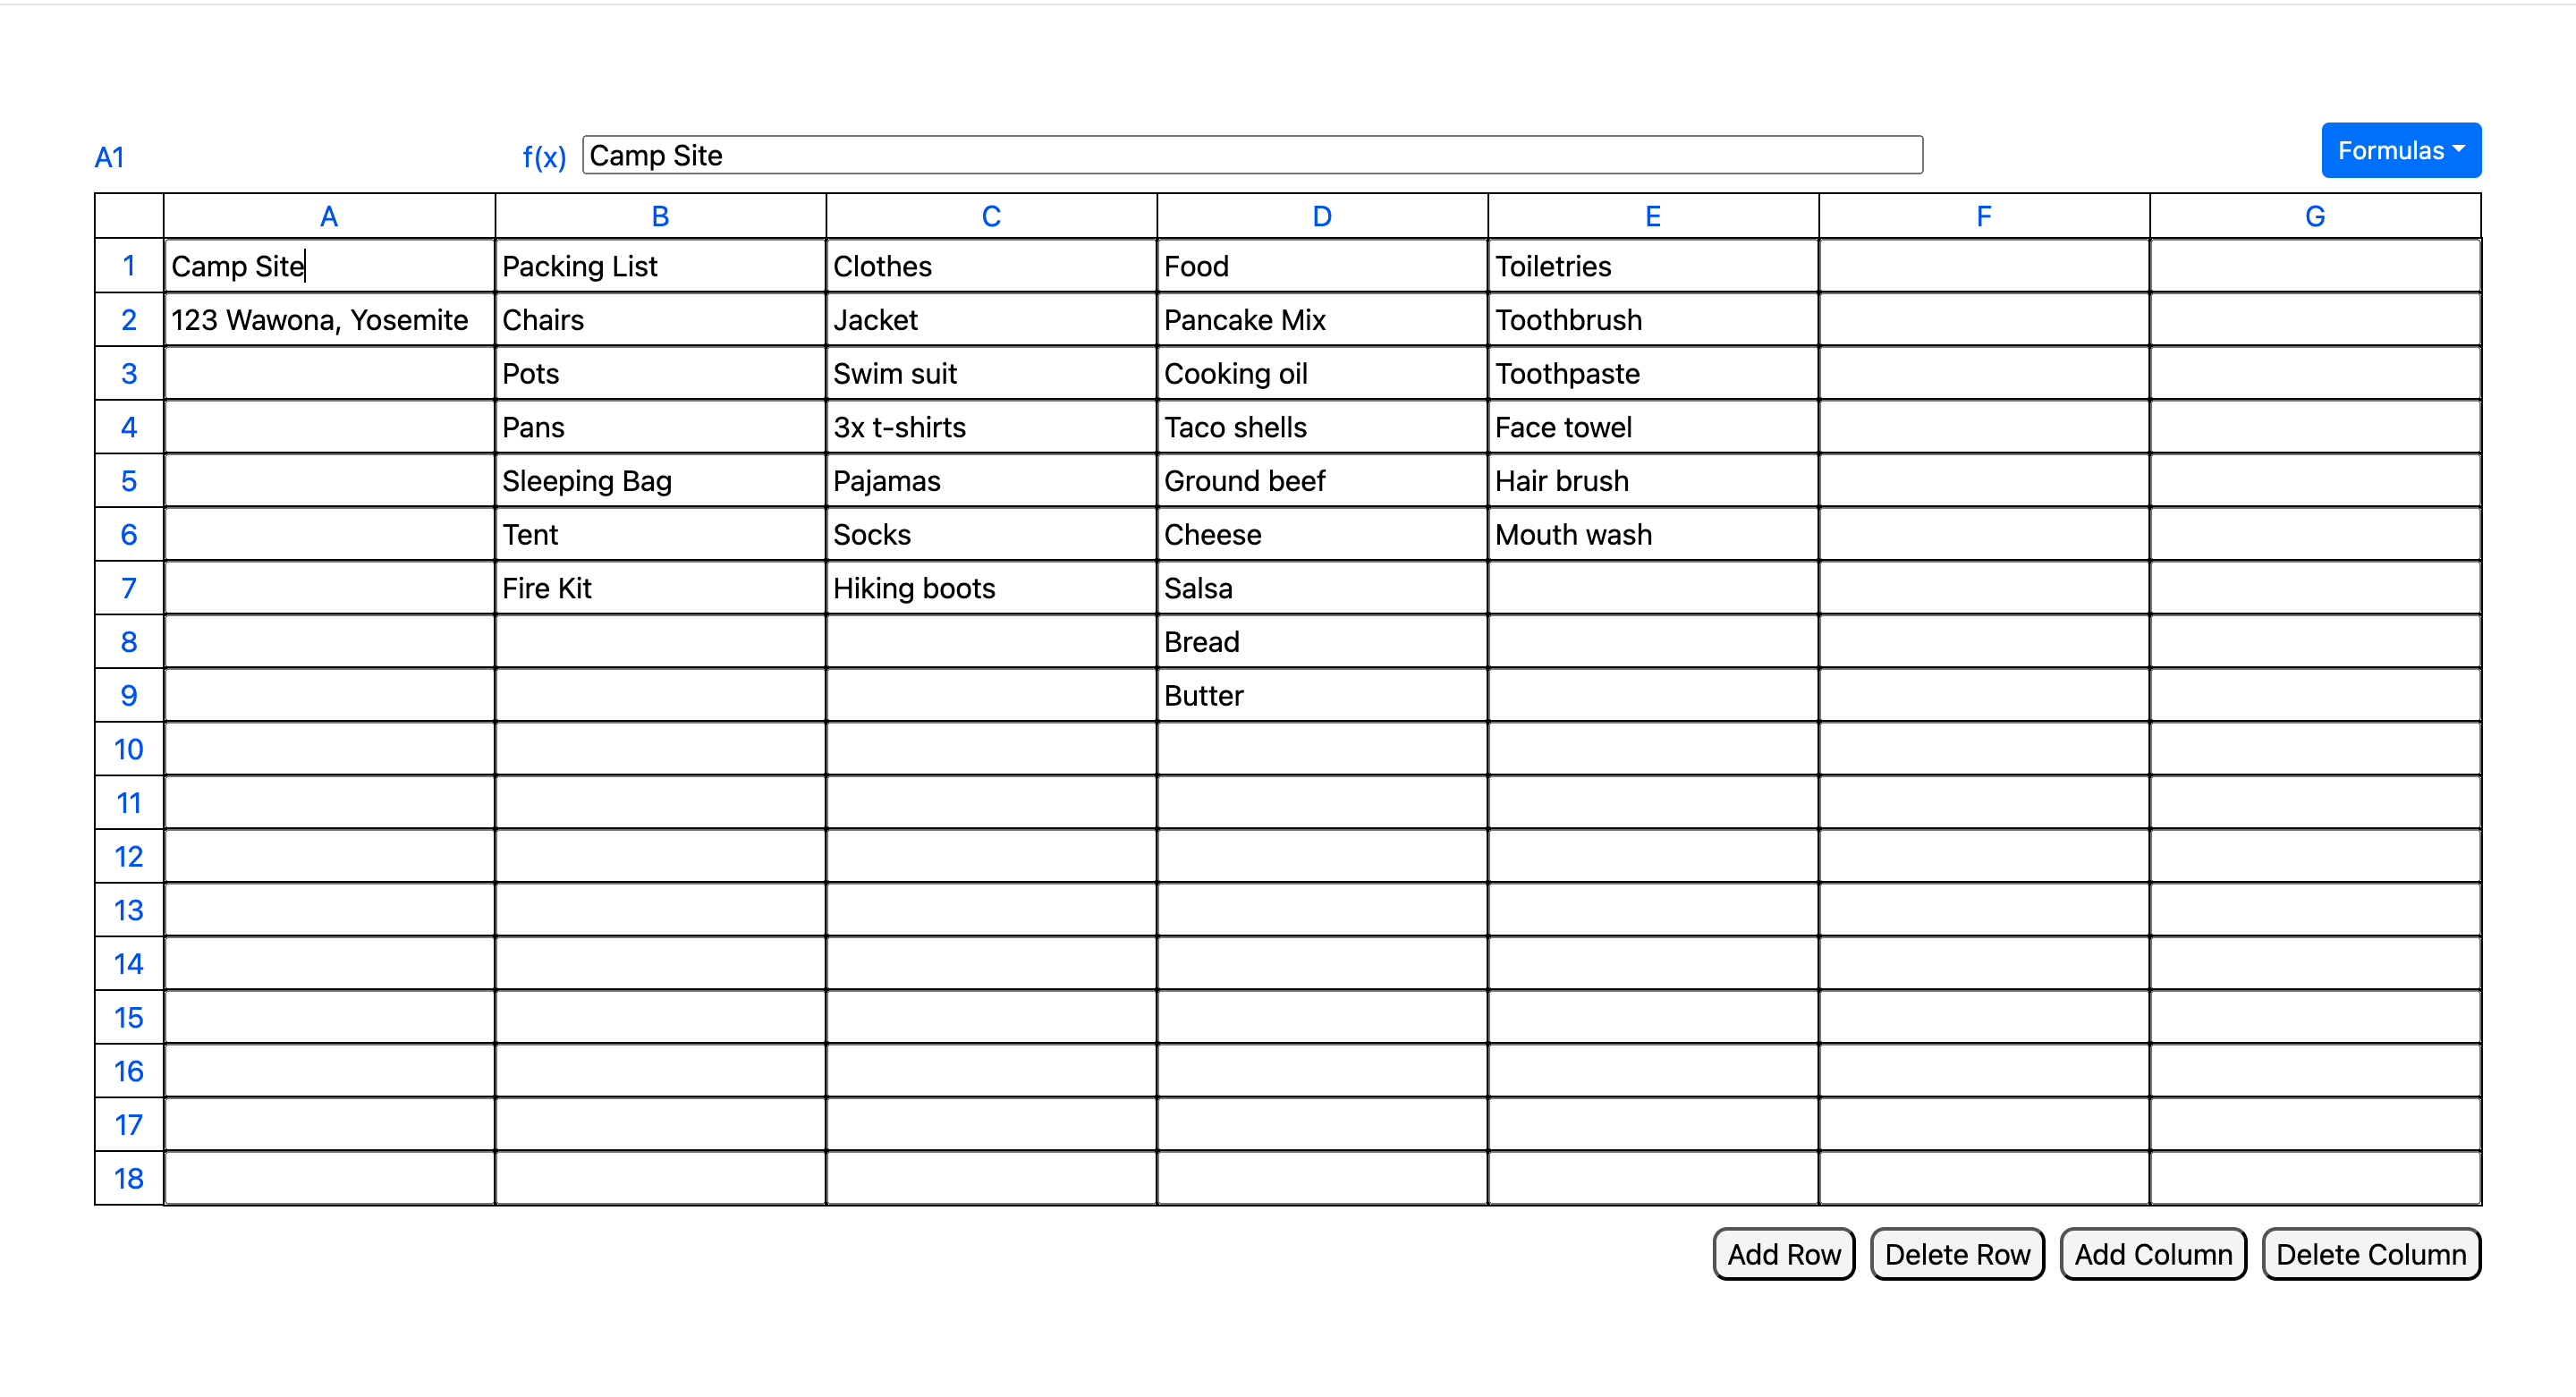 A1 f(x) Camp Site Formulas
A B C D E F G
1 Camp Site Packing List Clothes Food Toiletries
2 123 Wawona, Yosemite Chairs Jacket Pancake Mix Toothbrush
3 Pots Swim suit Cooking oil Toothpaste
4 Pans 3x t-shirts Taco shells Face towel
5 Sleeping Bag Pajamas Ground beef Hair brush
6 Tent Socks Cheese Mouth wash
7 Fire Kit Hiking boots Salsa
8 Bread
9 Butter
10
11
12
13
14
15
16
17
18
Add Row Delete Row Add Column Delete Column